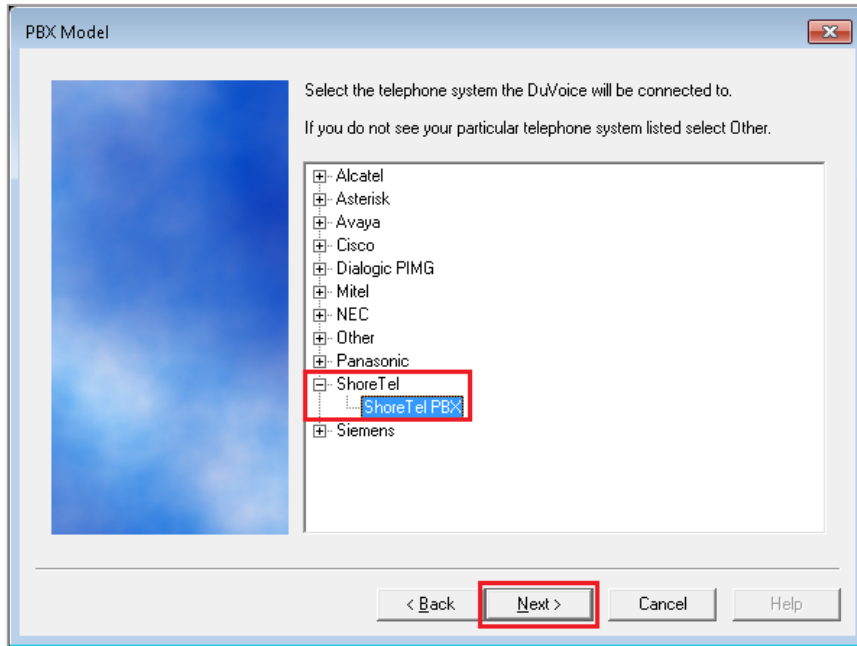 PBX Model
Select the telephone system the DuVoice will be connected to.
If you do not see your particular telephone system listed select Other.
Alcatel
Asterisk
Avaya
Cisco
Dialogic PIMG
Mitel
NEC
Other
Panasonic
ShoreTel
ShoreTel PBX
Siemens
< Back Next > Cancel Help